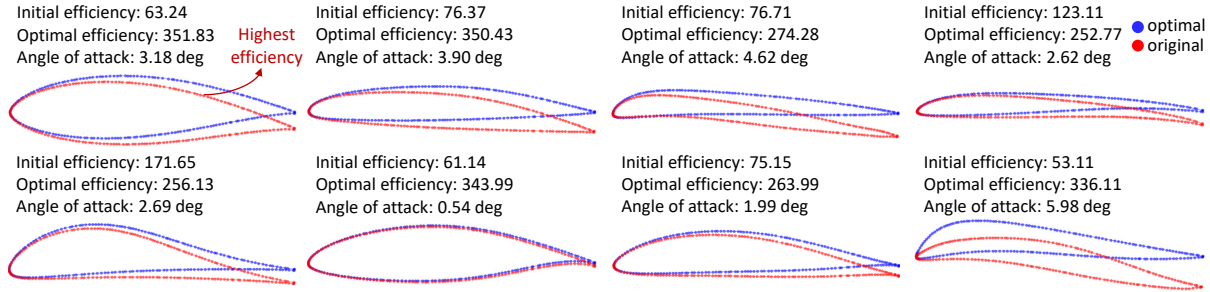 Initial efficiency: 63.24
Optimal efficiency: 351.83
Angle of attack: 3.18 deg
Highest
efficiency
Initial efficiency: 76.37
Optimal efficiency: 350.43
Angle of attack: 3.90 deg
Initial efficiency: 76.71
Optimal efficiency: 274.28
Angle of attack: 4.62 deg
Initial efficiency: 123.11
Optimal efficiency: 252.77
Angle of attack: 2.62 deg
optimal
original
Initial efficiency: 171.65
Optimal efficiency: 256.13
Angle of attack: 2.69 deg
Initial efficiency: 61.14
Optimal efficiency: 343.99
Angle of attack: 0.54 deg
Initial efficiency: 75.15
Optimal efficiency: 263.99
Angle of attack: 1.99 deg
Initial efficiency: 53.11
Optimal efficiency: 336.11
Angle of attack: 5.98 deg